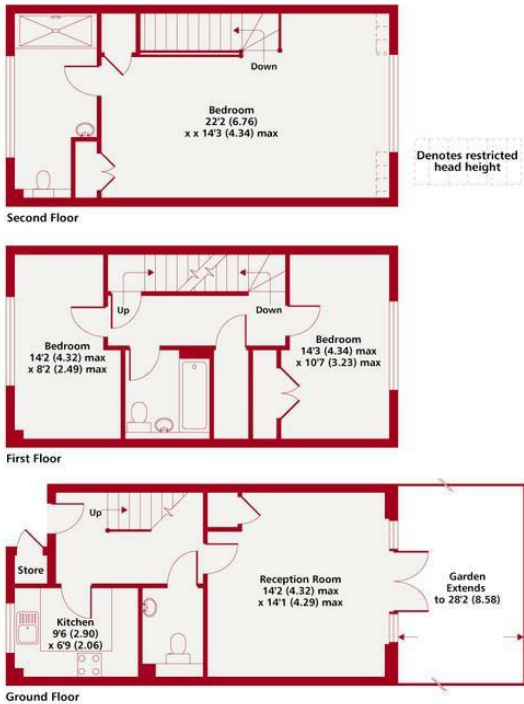 Down
Bedroom
22'2 (6.76)
x x 14'3 (4.34) max
Denotes restricted
head height
Second Floor
Up
Down
Bedroom
14'2 (4.32) max
x 8'2 (2.49) max
Bedroom
14'3 (4.34) max
x 10'7 (3.23) max
First Floor
Up
Store
Kitchen
9'6 (2.90)
x 6'9 (2.06)
Reception Room
14'2 (4.32) max
x 14'1 (4.29) max
Garden
Extends
to 28'2 (8.58)
Ground Floor